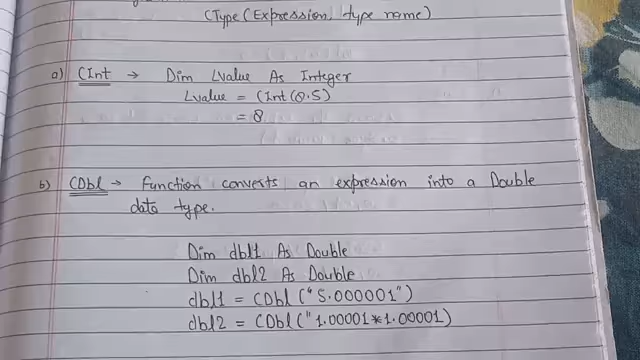 CType (Expression, type name)
a) CInt → Dim Lvalue As Integer
Lvalue = CInt(8.5)
= 8
b) CDbl → Function converts an expression into a Double
data type.
Dim dbl1 As Double
Dim dbl2 As Double
dbl1 = CDbl ("5.000001")
dbl2 = CDbl ("1.00001*1.00001)